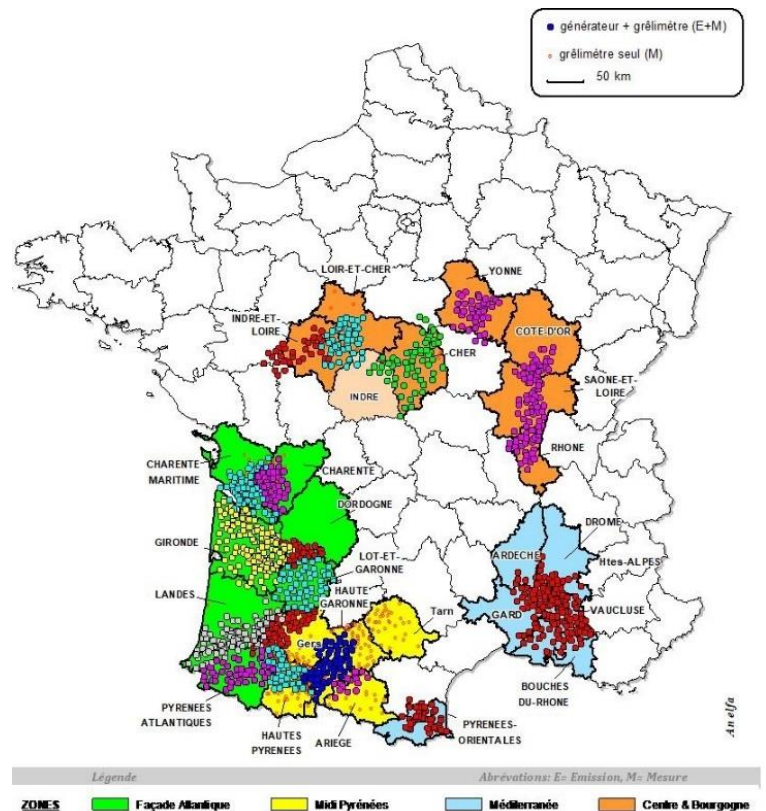 générateur + grêlimètre (E+M)
grêlimètre seul (M)
50 km
LOIR-ET-CHER
YONNE
INDRE-ET-
LOIRE
COTE-D'OR
CHER
INDRE
SAONE-ET-
LOIRE
RHONE
CHARENTE
MARITIME
CHARENTE
DORDOGNE
DROME
GIRONDE
ARDECHE
Htes-ALPES
LOT-ET-
GARONNE
LANDES
HAUTE
GARONNE
Tarn
GARD
VAUCLUSE
Gers
BOUCHES
DU-RHONE
PYRENEES
ATLANTIQUES
HAUTES
PYRENEES
ARIEGE
PYRENEES-
ORIENTALES
Anelfa
Légende
Abrévations: E= Emission, M= Mesure
ZONES
Façade Atlantique
Midi Pyrénées
Méditerranée
Centre & Bourgogne